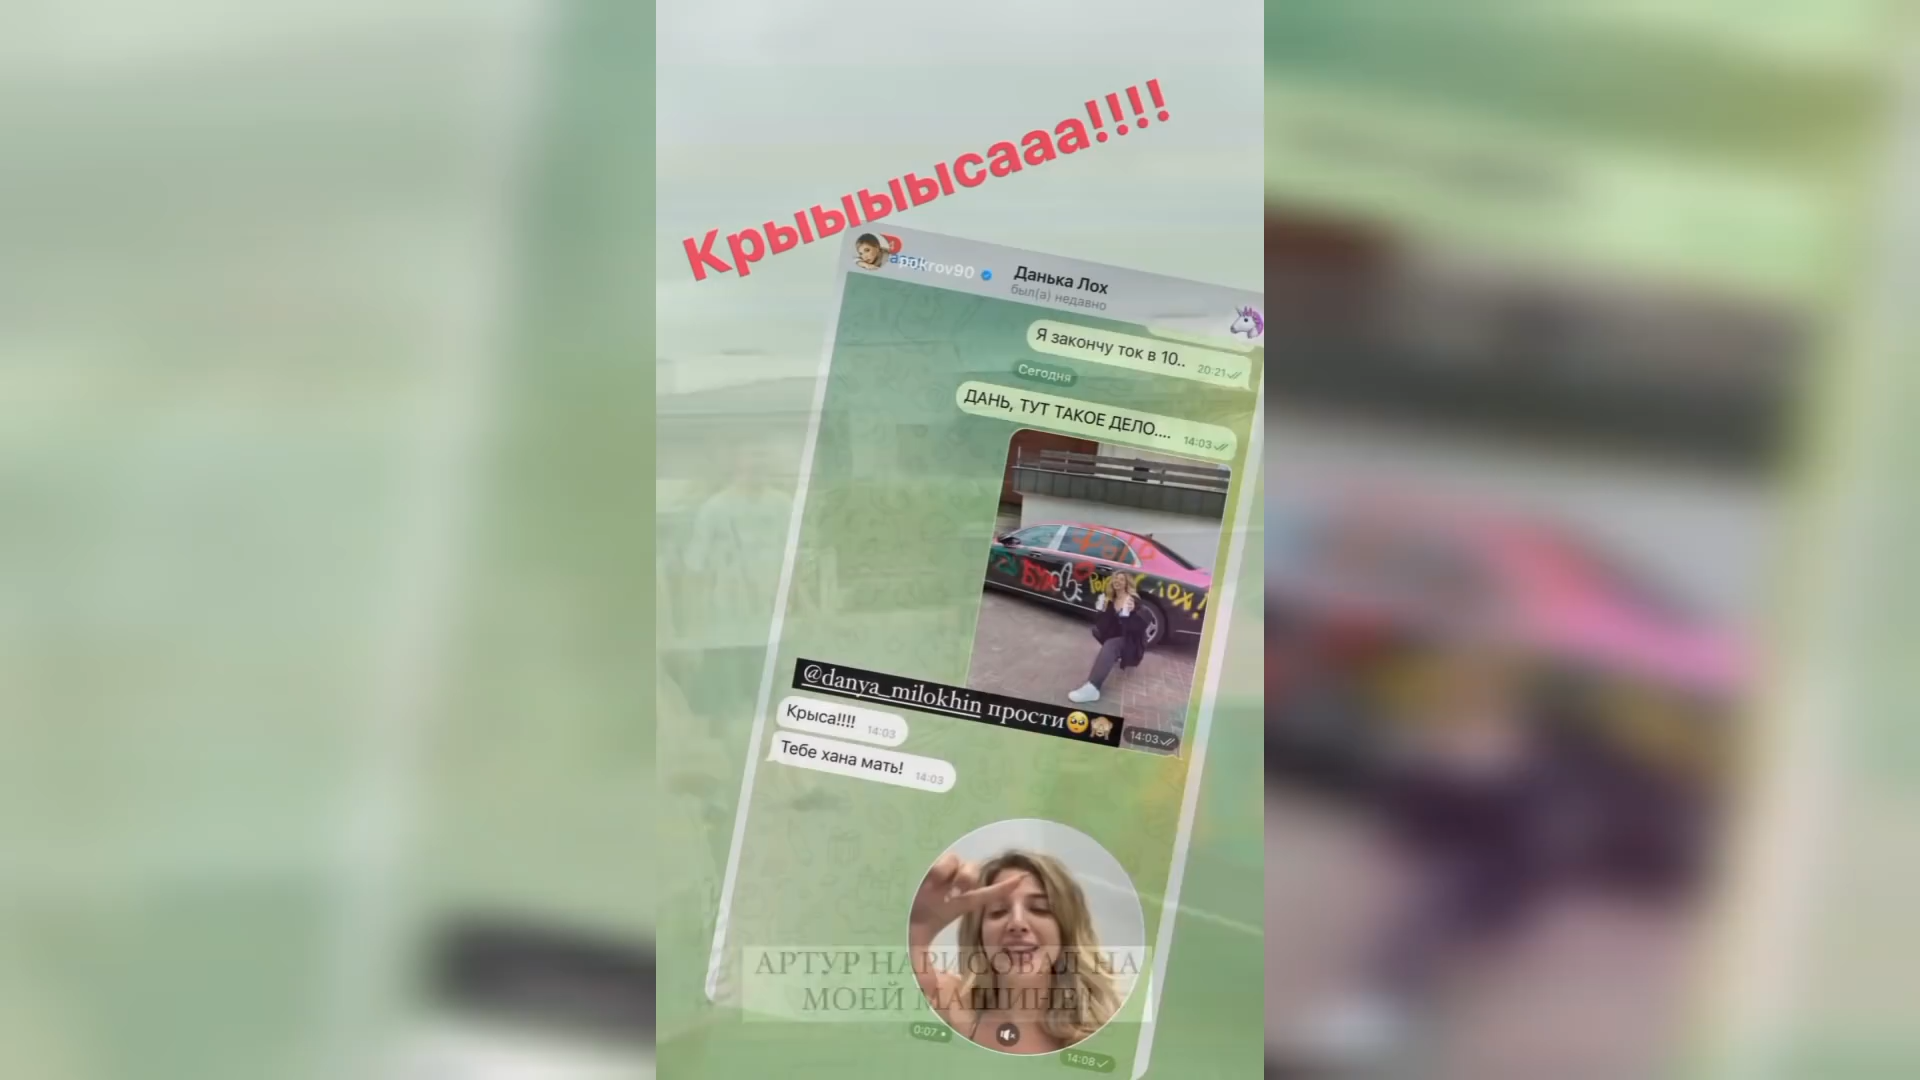 Крыыыысааа!!!!
pokrov90
Данька Лох
был(а) недавно
Я закончу ток в 10.. 20:21
Сегодня
ДАНЬ, ТУТ ТАКОЕ ДЕЛО.... 14:03
ЛОХ!
@danya_milokhin прости🥺🙈
14:03
Крыса!!!! 14:03
Тебе хана мать! 14:03
АРТУР НАРИСОВАЛ НА
МОЕЙ МАШИНЕ!
0:07
14:08